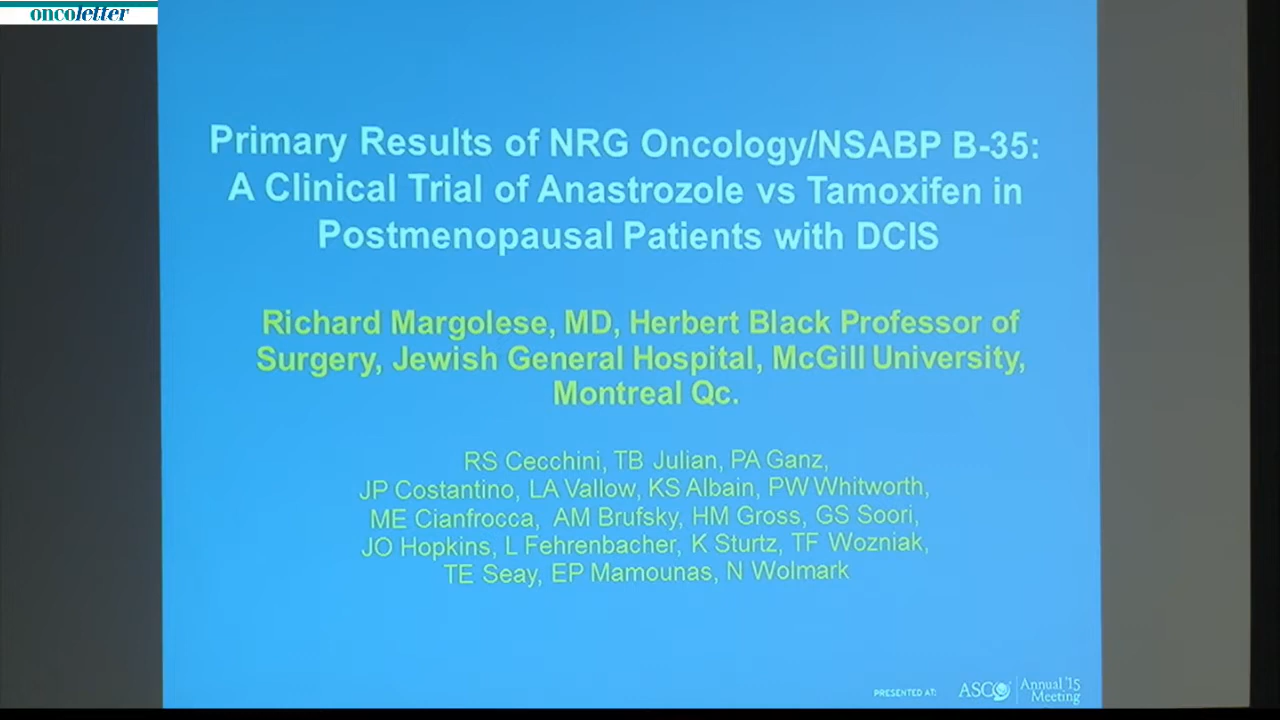 oncoletter
Primary Results of NRG Oncology/NSABP B-35:
A Clinical Trial of Anastrozole vs Tamoxifen in
Postmenopausal Patients with DCIS
Richard Margolese, MD, Herbert Black Professor of
Surgery, Jewish General Hospital, McGill University,
Montreal Qc.
RS Cecchini, TB Julian, PA Ganz,
JP Costantino, LA Vallow, KS Albain, PW Whitworth,
ME Cianfrocca, AM Brufsky, HM Gross, GS Soori,
JO Hopkins, L Fehrenbacher, K Sturtz, TF Wozniak,
TE Seay, EP Mamounas, N Wolmark
PRESENTED AT: ASCO Annual '15
Meeting